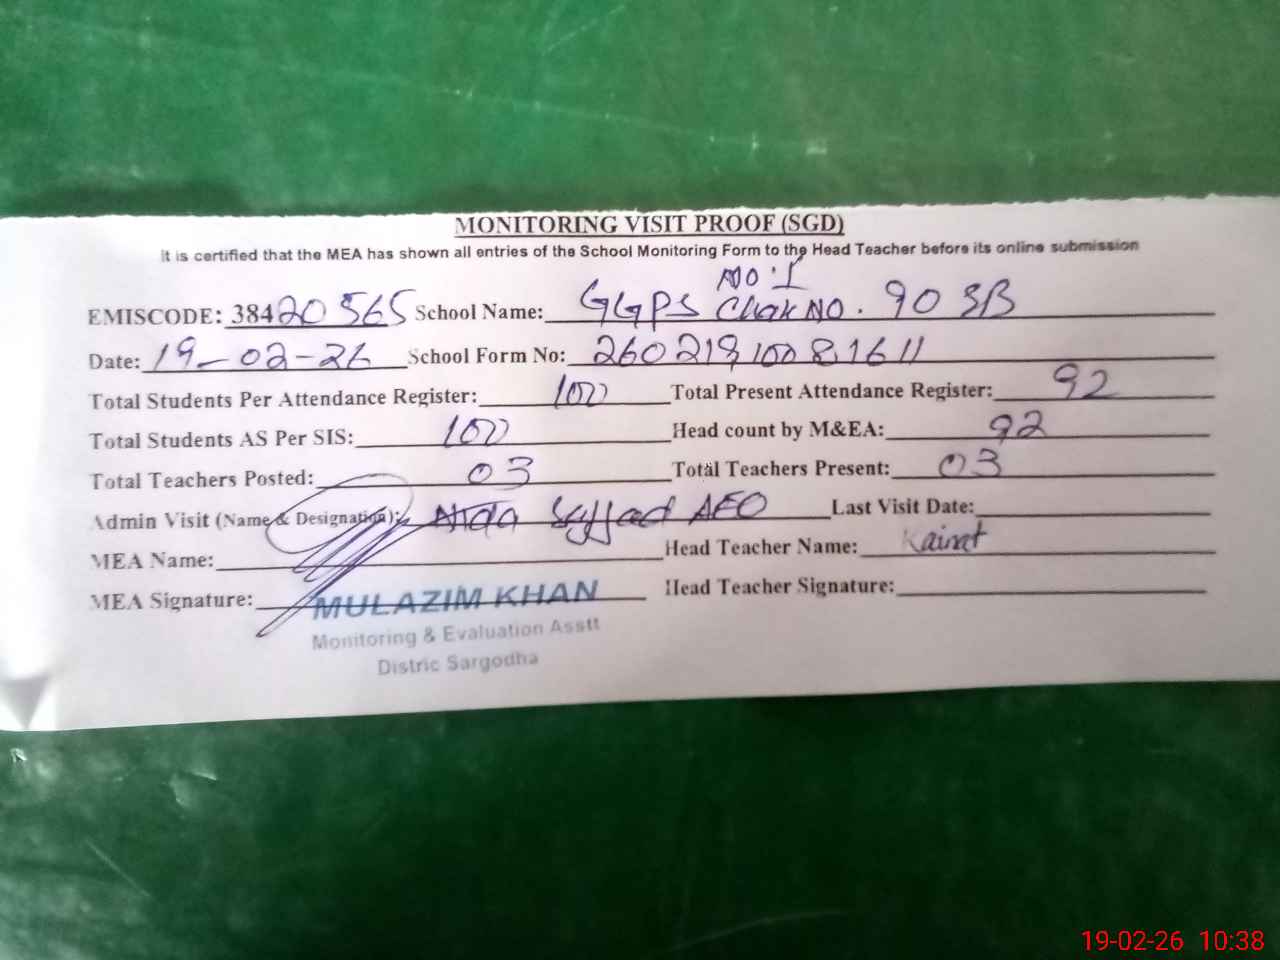 MONITORING VISIT PROOF (SGD)
It is certified that the MEA has shown all entries of the School Monitoring Form to the Head Teacher before its online submission
EMISCODE: 38420565 School Name: GGPS No. I Chak NO. 90 SB
Date: 19-02-26 School Form No: 26021910081611
Total Students Per Attendance Register: 100 Total Present Attendance Register: 92
Total Students AS Per SIS: 100 Head count by M&EA: 92
Total Teachers Posted: 03 Total Teachers Present: 03
Admin Visit (Name & Designation): Sajjad AEO Last Visit Date:
MEA Name: Head Teacher Name: Kainat
MEA Signature: Head Teacher Signature:
MULAZIM KHAN
Monitoring & Evaluation Asstt
Distric Sargodha
19-02-26 10:38